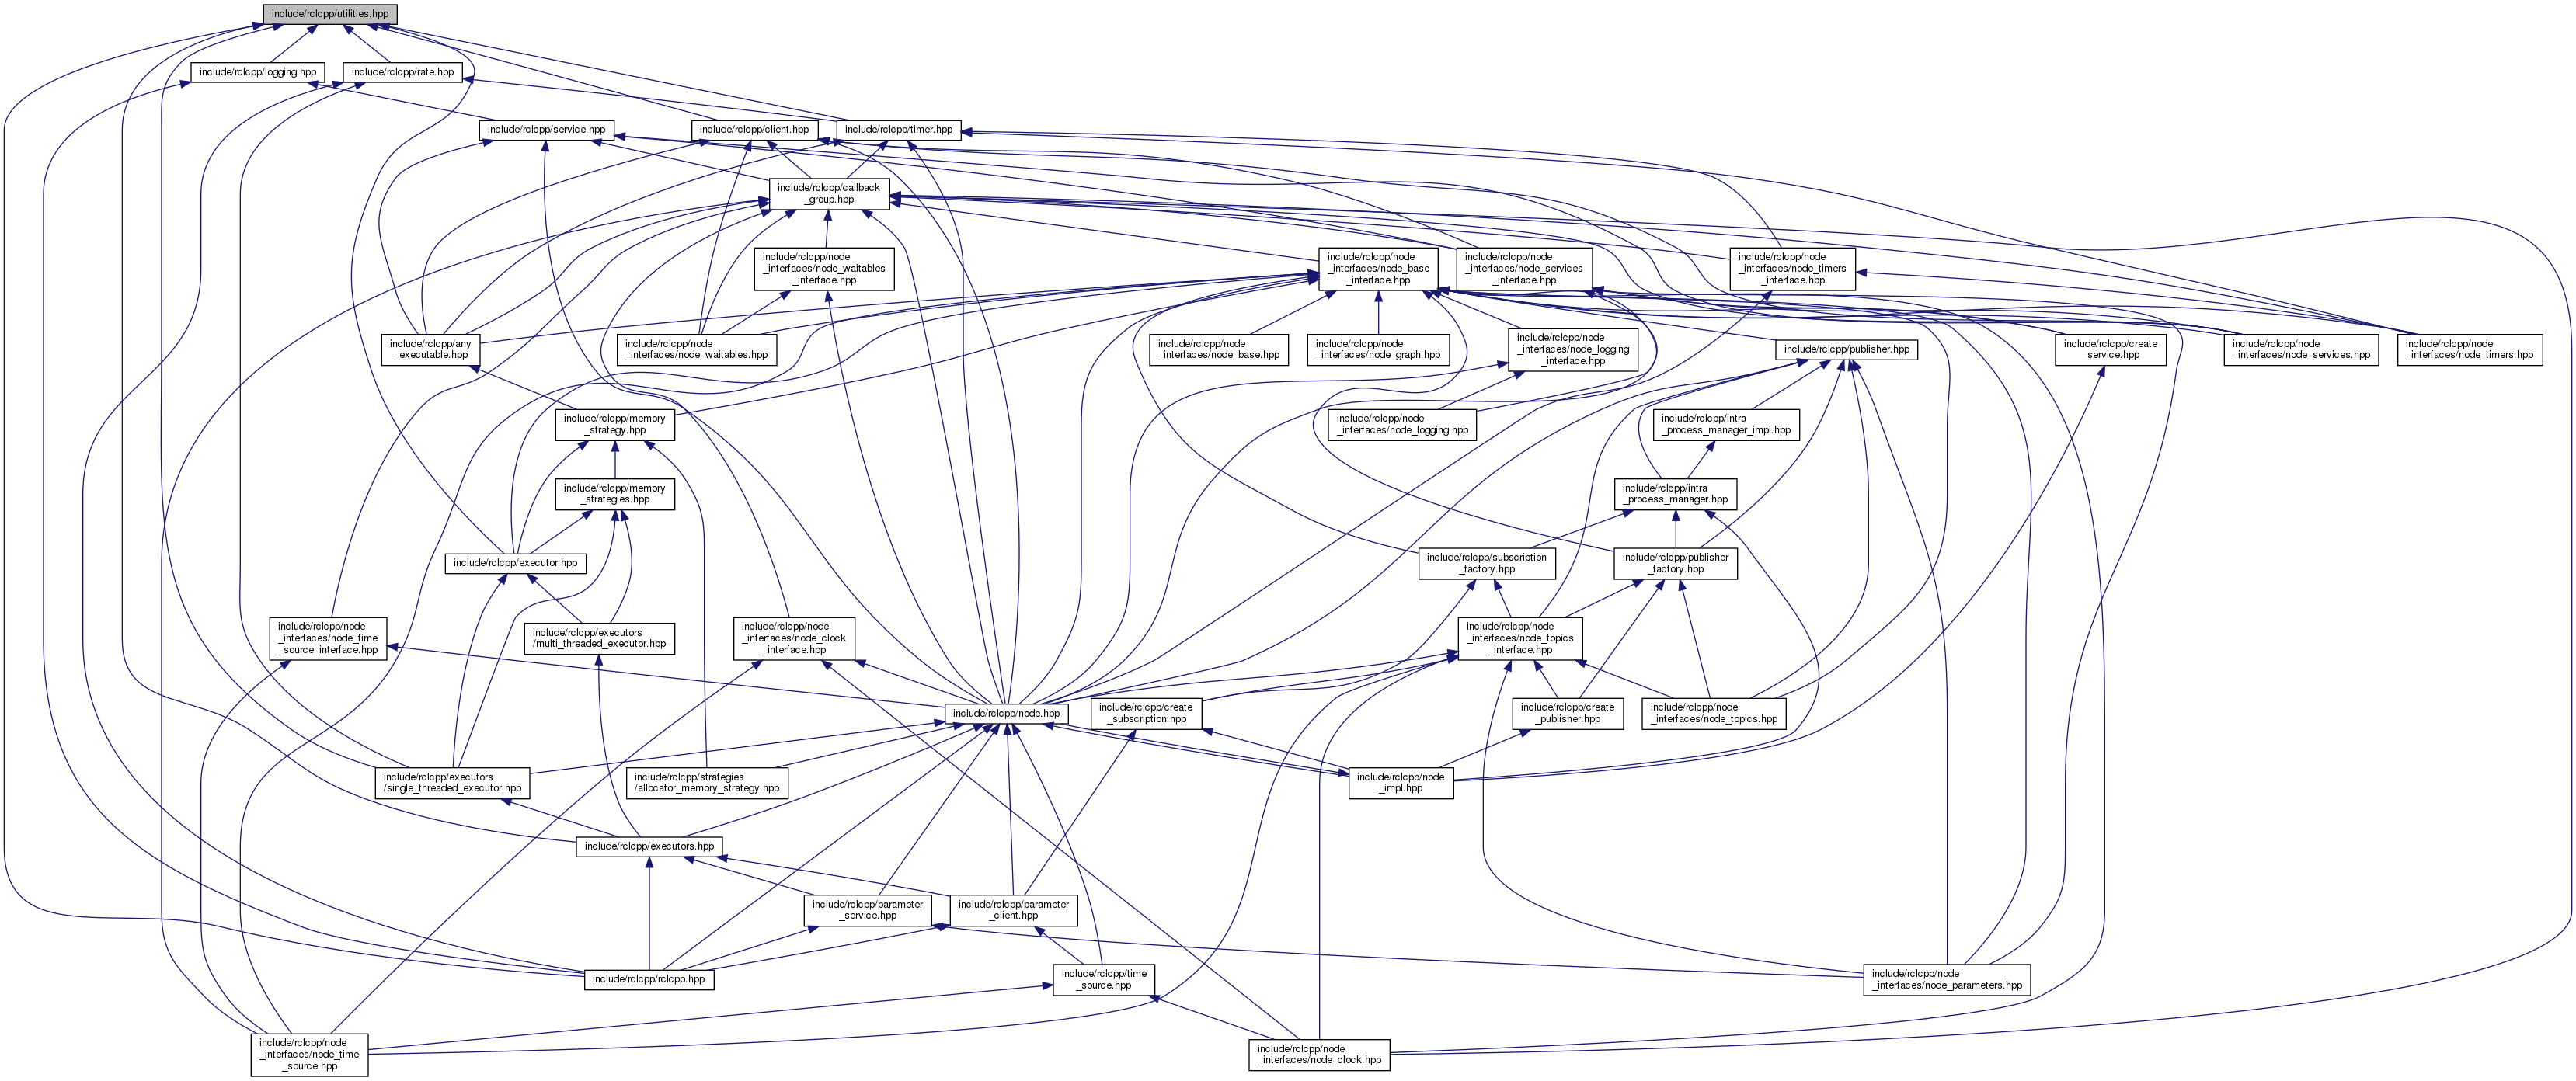 include/rclcpp/utilities.hpp
include/rclcpp/logging.hpp
include/rclcpp/rate.hpp
include/rclcpp/service.hpp
include/rclcpp/client.hpp
include/rclcpp/timer.hpp
include/rclcpp/callback
_group.hpp
include/rclcpp/node
_interfaces/node_waitables
_interface.hpp
include/rclcpp/node
_interfaces/node_base
_interface.hpp
include/rclcpp/node
_interfaces/node_services
_interface.hpp
include/rclcpp/node
_interfaces/node_timers
_interface.hpp
include/rclcpp/any
_executable.hpp
include/rclcpp/node
_interfaces/node_waitables.hpp
include/rclcpp/node
_interfaces/node_base.hpp
include/rclcpp/node
_interfaces/node_graph.hpp
include/rclcpp/node
_interfaces/node_logging
_interface.hpp
include/rclcpp/publisher.hpp
include/rclcpp/create
_service.hpp
include/rclcpp/node
_interfaces/node_services.hpp
include/rclcpp/node
_interfaces/node_timers.hpp
include/rclcpp/memory
_strategy.hpp
include/rclcpp/node
_interfaces/node_logging.hpp
include/rclcpp/intra
_process_manager_impl.hpp
include/rclcpp/memory
_strategies.hpp
include/rclcpp/intra
_process_manager.hpp
include/rclcpp/executor.hpp
include/rclcpp/subscription
_factory.hpp
include/rclcpp/publisher
_factory.hpp
include/rclcpp/node
_interfaces/node_time
_source_interface.hpp
include/rclcpp/executors
/multi_threaded_executor.hpp
include/rclcpp/node
_interfaces/node_clock
_interface.hpp
include/rclcpp/node
_interfaces/node_topics
_interface.hpp
include/rclcpp/node.hpp
include/rclcpp/create
_subscription.hpp
include/rclcpp/create
_publisher.hpp
include/rclcpp/node
_interfaces/node_topics.hpp
include/rclcpp/executors
/single_threaded_executor.hpp
include/rclcpp/strategies
/allocator_memory_strategy.hpp
include/rclcpp/node
_impl.hpp
include/rclcpp/executors.hpp
include/rclcpp/parameter
_service.hpp
include/rclcpp/parameter
_client.hpp
include/rclcpp/rclcpp.hpp
include/rclcpp/time
_source.hpp
include/rclcpp/node
_interfaces/node_parameters.hpp
include/rclcpp/node
_interfaces/node_time
_source.hpp
include/rclcpp/node
_interfaces/node_clock.hpp